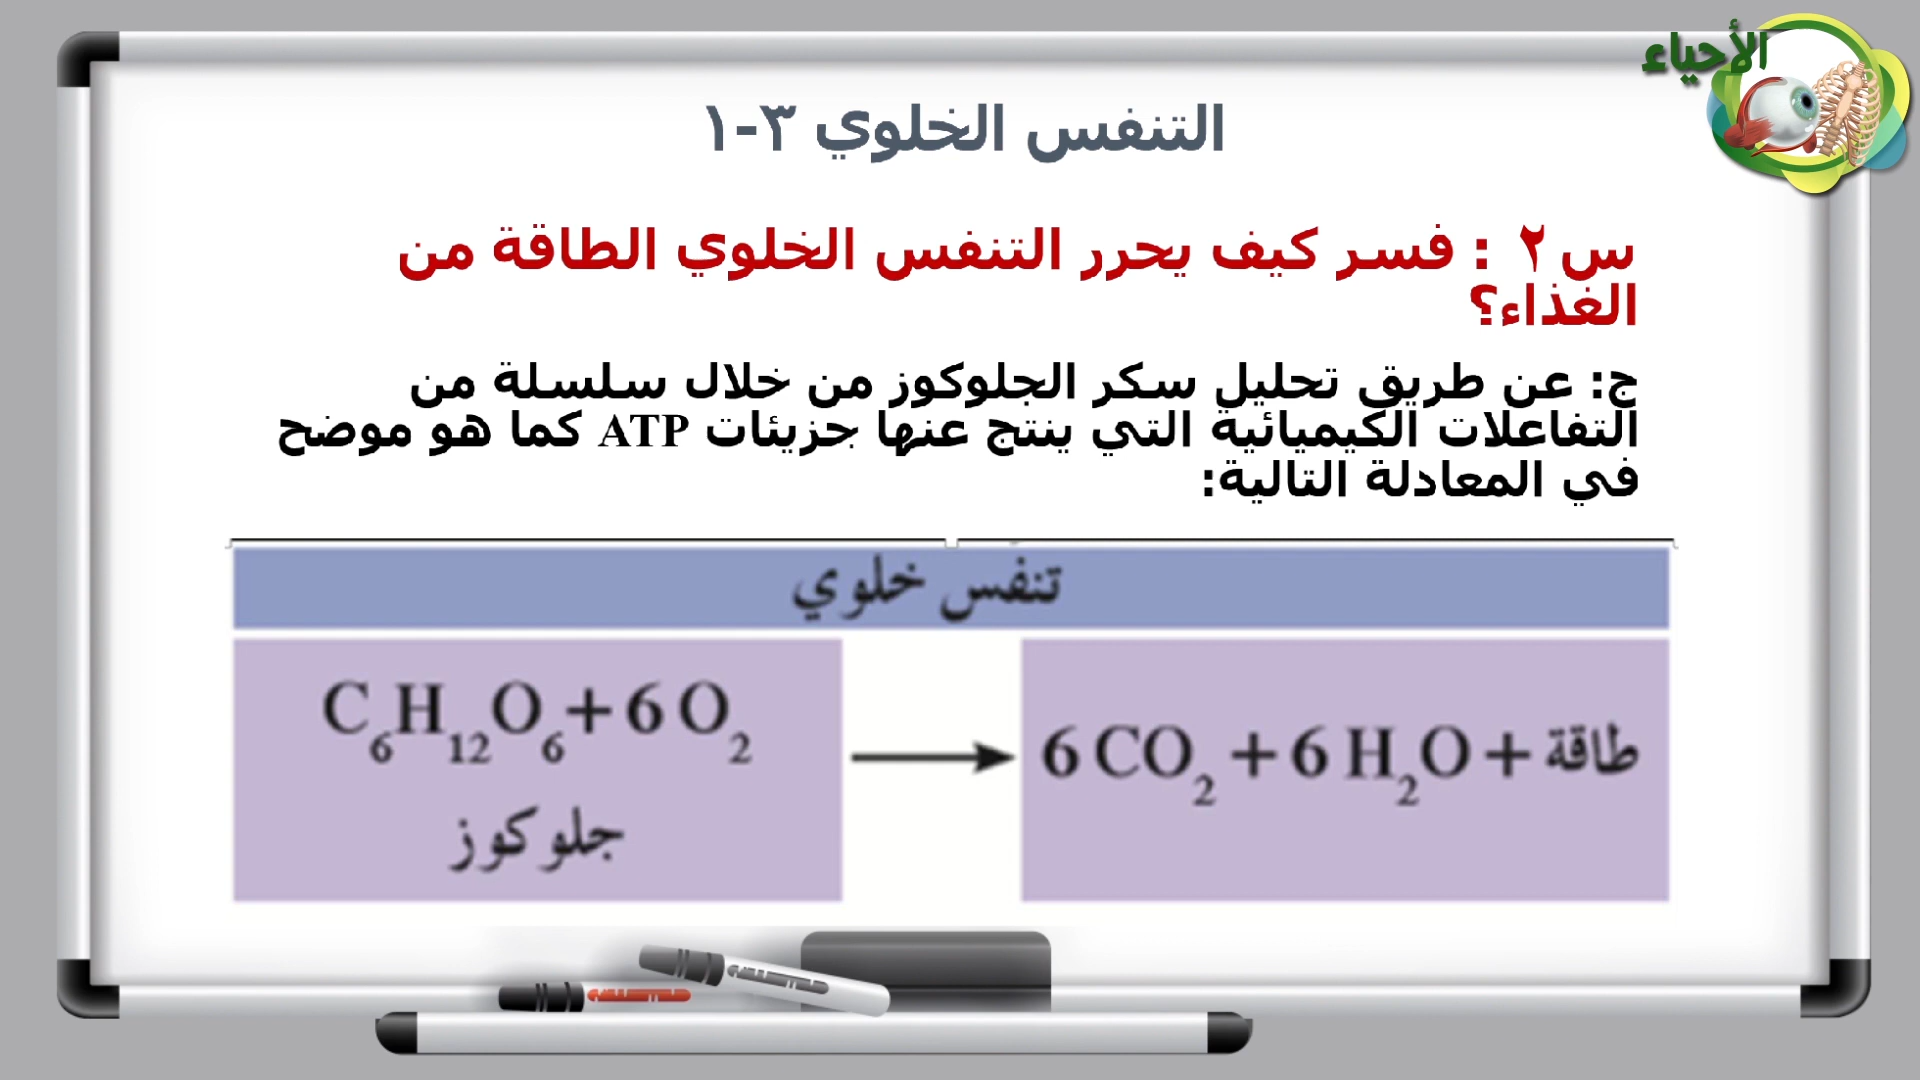 الأحياء
التنفس الخلوي ٣-١
س٢ : فسر كيف يحرر التنفس الخلوي الطاقة من
الغذاء؟
ج: عن طريق تحليل سكر الجلوكوز من خلال سلسلة من
التفاعلات الكيميائية التي ينتج عنها جزيئات ATP كما هو موضح
في المعادلة التالية:
تنفس خلوي
C₆H₁₂O₆+6 O₂ → 6 CO₂ +6 H₂O + طاقة
جلوكوز